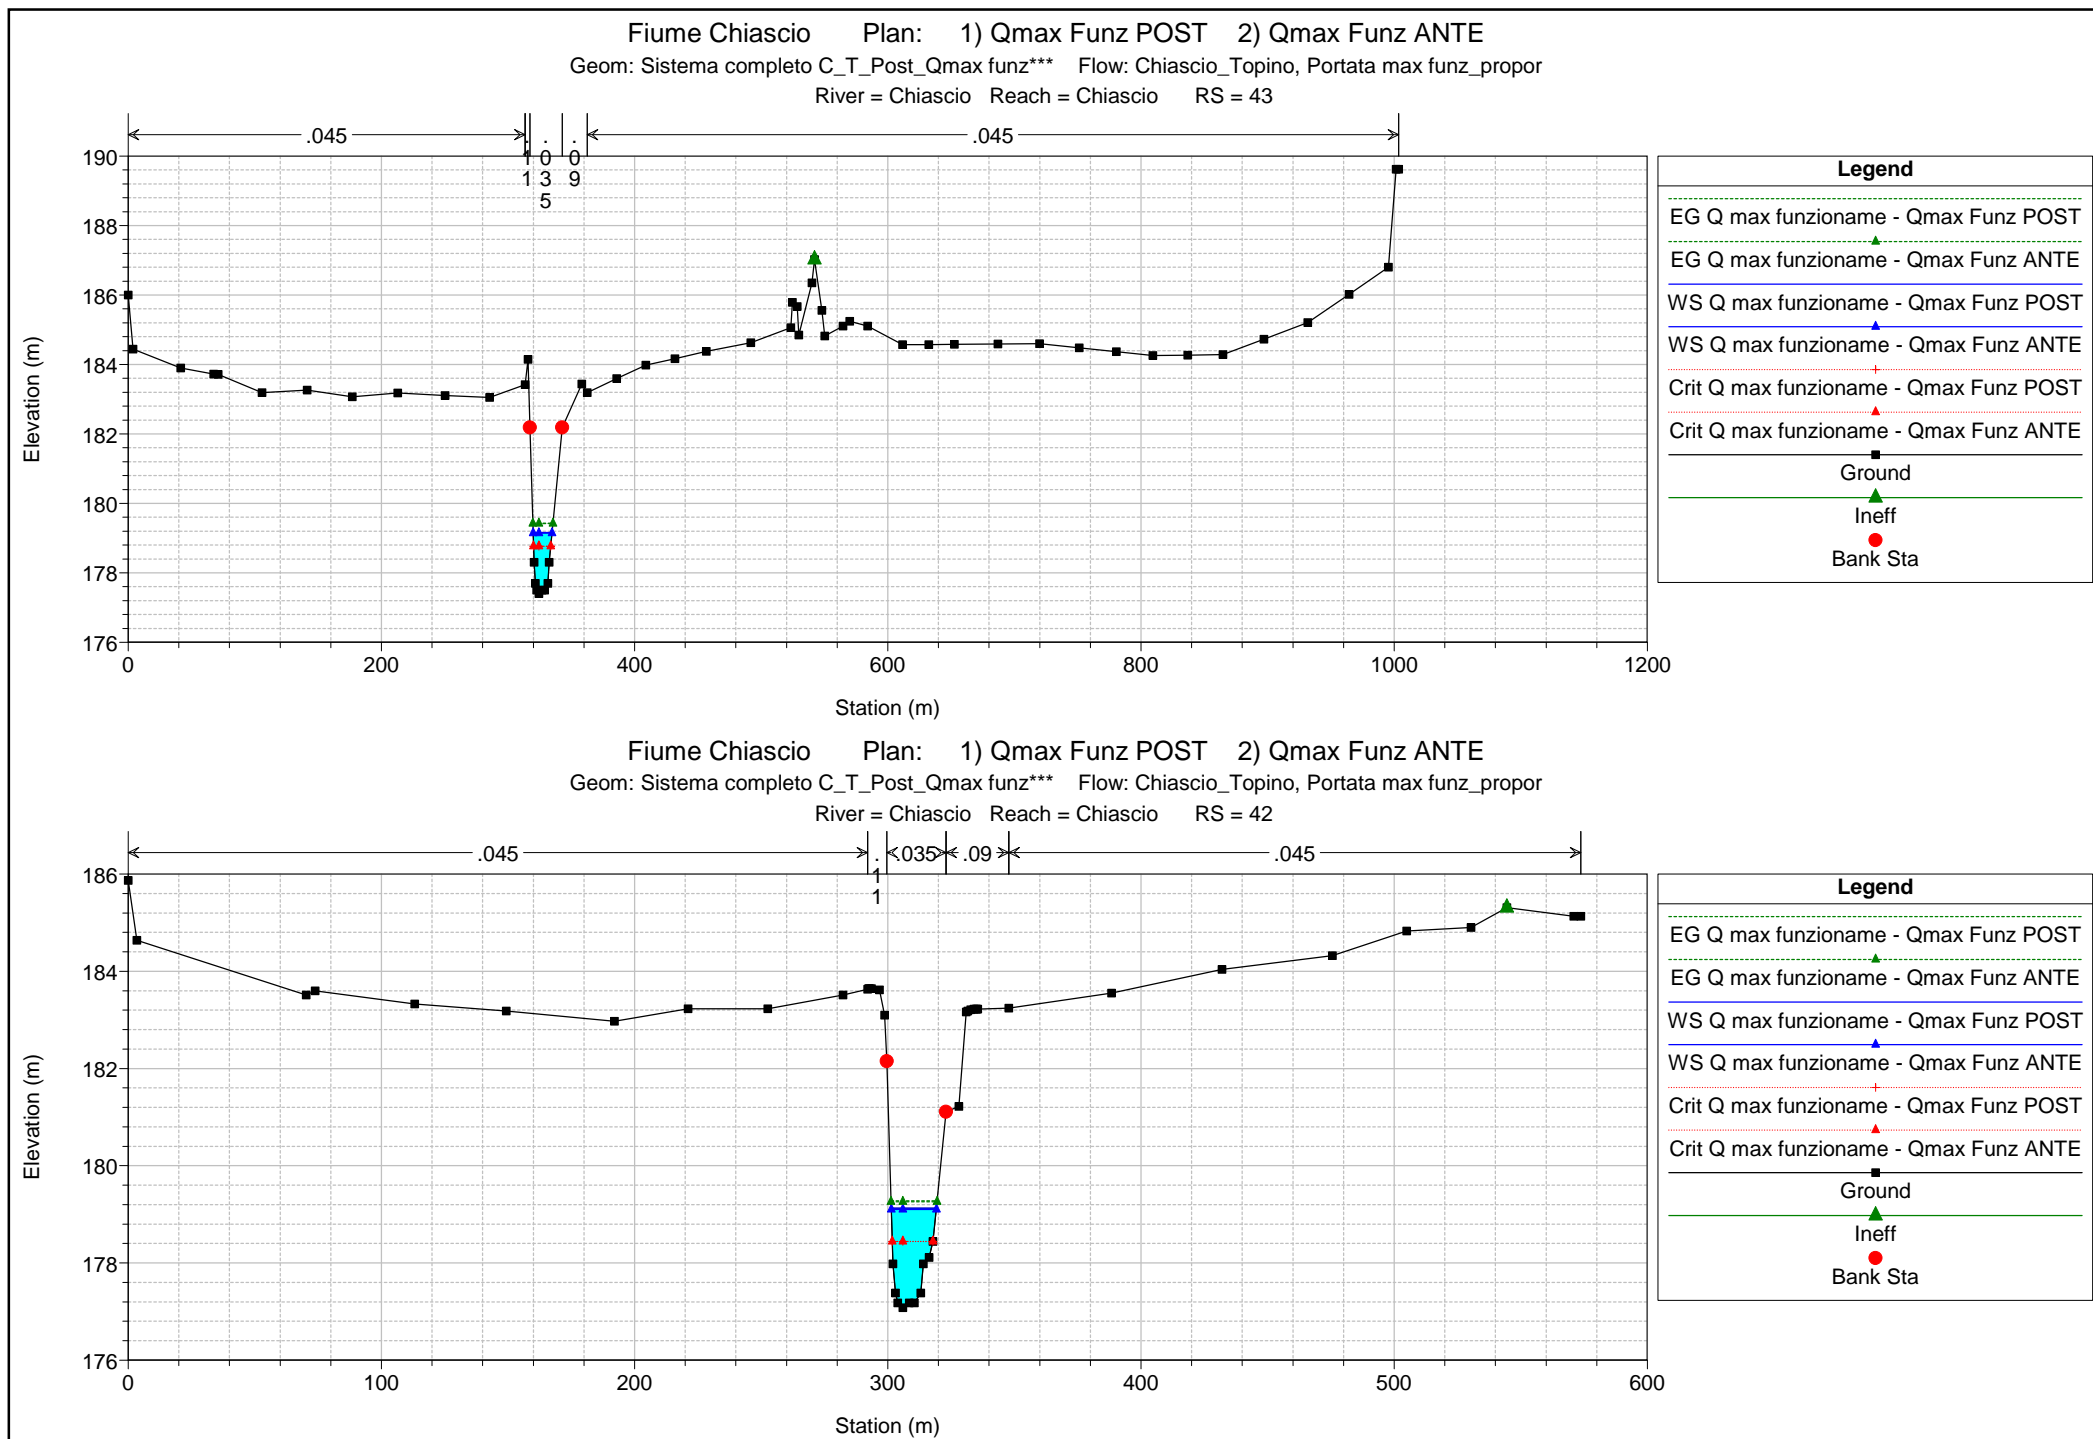 Fiume Chiascio Plan: 1) Qmax Funz POST 2) Qmax Funz ANTE
Geom: Sistema completo C_T_Post_Qmax funz*** Flow: Chiascio_Topino, Portata max funz_propor
River = Chiascio Reach = Chiascio RS = 43
.045 .11 .035 .09 .045
190
188
186
184
182
180
178
176
Elevation (m)
0 200 400 600 800 1000 1200
Station (m)
Legend
EG Q max funzioname - Qmax Funz POST
EG Q max funzioname - Qmax Funz ANTE
WS Q max funzioname - Qmax Funz POST
WS Q max funzioname - Qmax Funz ANTE
Crit Q max funzioname - Qmax Funz POST
Crit Q max funzioname - Qmax Funz ANTE
Ground
Ineff
Bank Sta
Fiume Chiascio Plan: 1) Qmax Funz POST 2) Qmax Funz ANTE
Geom: Sistema completo C_T_Post_Qmax funz*** Flow: Chiascio_Topino, Portata max funz_propor
River = Chiascio Reach = Chiascio RS = 42
.045 .11 .035 .09 .045
186
184
182
180
178
176
Elevation (m)
0 100 200 300 400 500 600
Station (m)
Legend
EG Q max funzioname - Qmax Funz POST
EG Q max funzioname - Qmax Funz ANTE
WS Q max funzioname - Qmax Funz POST
WS Q max funzioname - Qmax Funz ANTE
Crit Q max funzioname - Qmax Funz POST
Crit Q max funzioname - Qmax Funz ANTE
Ground
Ineff
Bank Sta